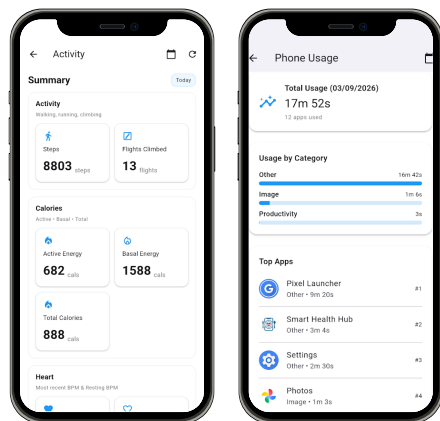 Activity
Summary
Today
Activity
Walking, running, climbing
Steps
8803 steps
Flights Climbed
13 flights
Calories
Active • Basal • Total
Active Energy
682 cals
Basal Energy
1588 cals
Total Calories
888 cals
Heart
Most recent BPM & Resting BPM
Phone Usage
Total Usage (03/09/2026)
17m 52s
12 apps used
Usage by Category
Other 16m 42s
Image 1m 6s
Productivity 3s
Top Apps
Pixel Launcher
Other • 9m 20s
#1
Smart Health Hub
Other • 3m 4s
#2
Settings
Other • 2m 30s
#3
Photos
Image • 1m 3s
#4